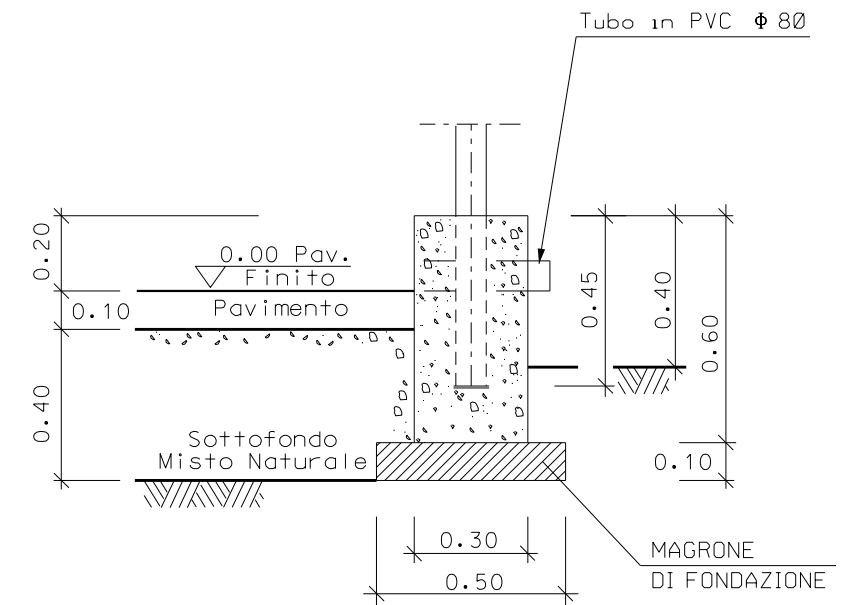 Tubo in PVC Φ 80
0.20
0.00 Pav.
Finito
0.10
Pavimento
0.45
0.40
0.60
0.40
Sottofondo
Misto Naturale
0.10
0.30
0.50
MAGRONE
DI FONDAZIONE